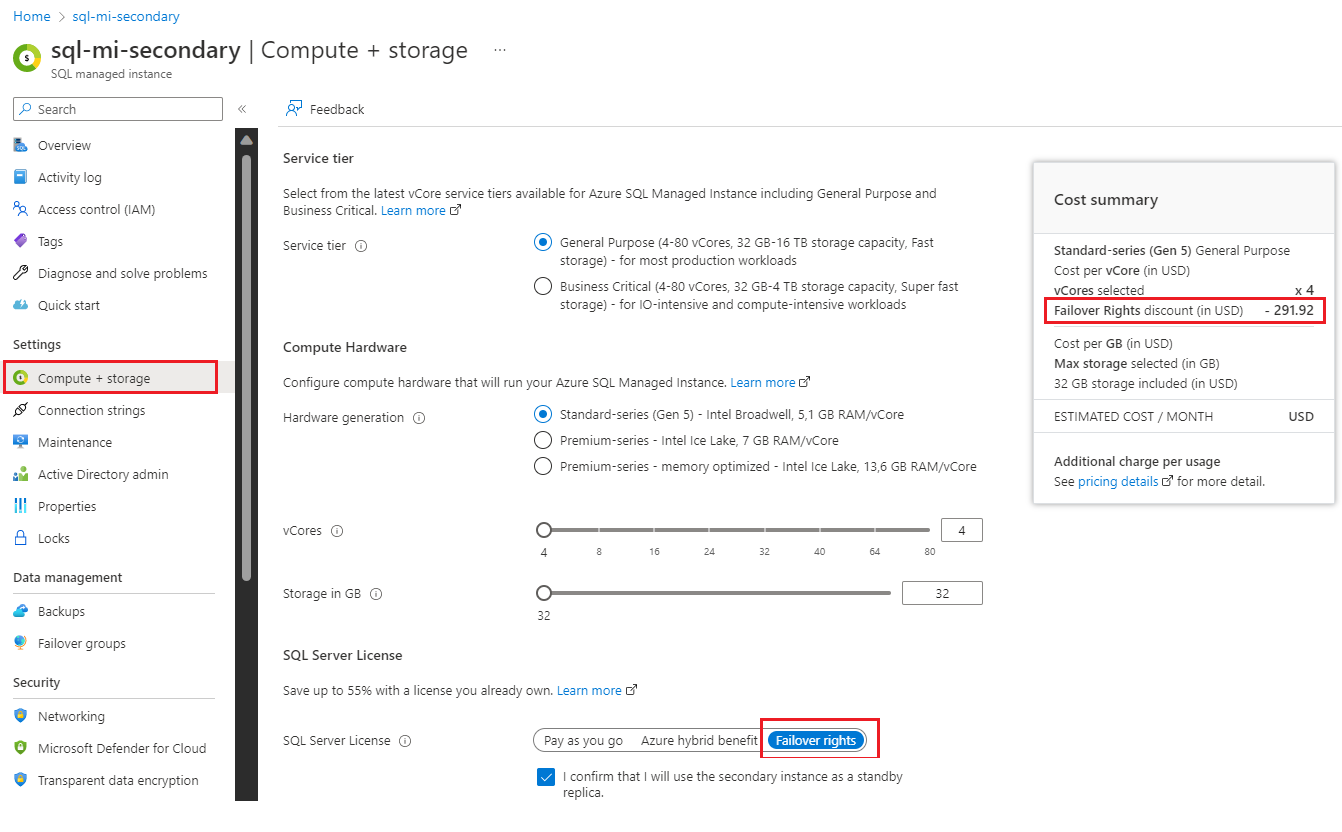 Home > sql-mi-secondary
sql-mi-secondary | Compute + storage ...
SQL managed instance
Search
«
Overview
Activity log
Access control (IAM)
Tags
Diagnose and solve problems
Quick start
Settings
Compute + storage
Connection strings
Maintenance
Active Directory admin
Properties
Locks
Data management
Backups
Failover groups
Security
Networking
Microsoft Defender for Cloud
Transparent data encryption
Feedback
Service tier
Select from the latest vCore service tiers available for Azure SQL Managed Instance including General Purpose and
Business Critical. Learn more
Service tier
General Purpose (4-80 vCores, 32 GB-16 TB storage capacity, Fast
storage) - for most production workloads
Business Critical (4-80 vCores, 32 GB-4 TB storage capacity, Super fast
storage) - for IO-intensive and compute-intensive workloads
Compute Hardware
Configure compute hardware that will run your Azure SQL Managed Instance. Learn more
Hardware generation
Standard-series (Gen 5) - Intel Broadwell, 5,1 GB RAM/vCore
Premium-series - Intel Ice Lake, 7 GB RAM/vCore
Premium-series - memory optimized - Intel Ice Lake, 13,6 GB RAM/vCore
vCores
4
4 8 16 24 32 40 64 80
Storage in GB
32
32
SQL Server License
Save up to 55% with a license you already own. Learn more
SQL Server License
Pay as you go Azure hybrid benefit Failover rights
I confirm that I will use the secondary instance as a standby
replica.
Cost summary
Standard-series (Gen 5) General Purpose
Cost per vCore (in USD)
vCores selected x 4
Failover Rights discount (in USD) - 291.92
Cost per GB (in USD)
Max storage selected (in GB)
32 GB storage included (in USD)
ESTIMATED COST / MONTH USD
Additional charge per usage
See pricing details for more detail.